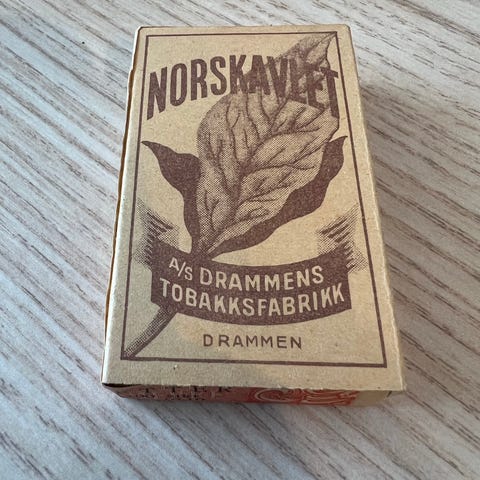 NORSKAVLET
A/S DRAMMENS
TOBAKKSFABRIKK
DRAMMEN